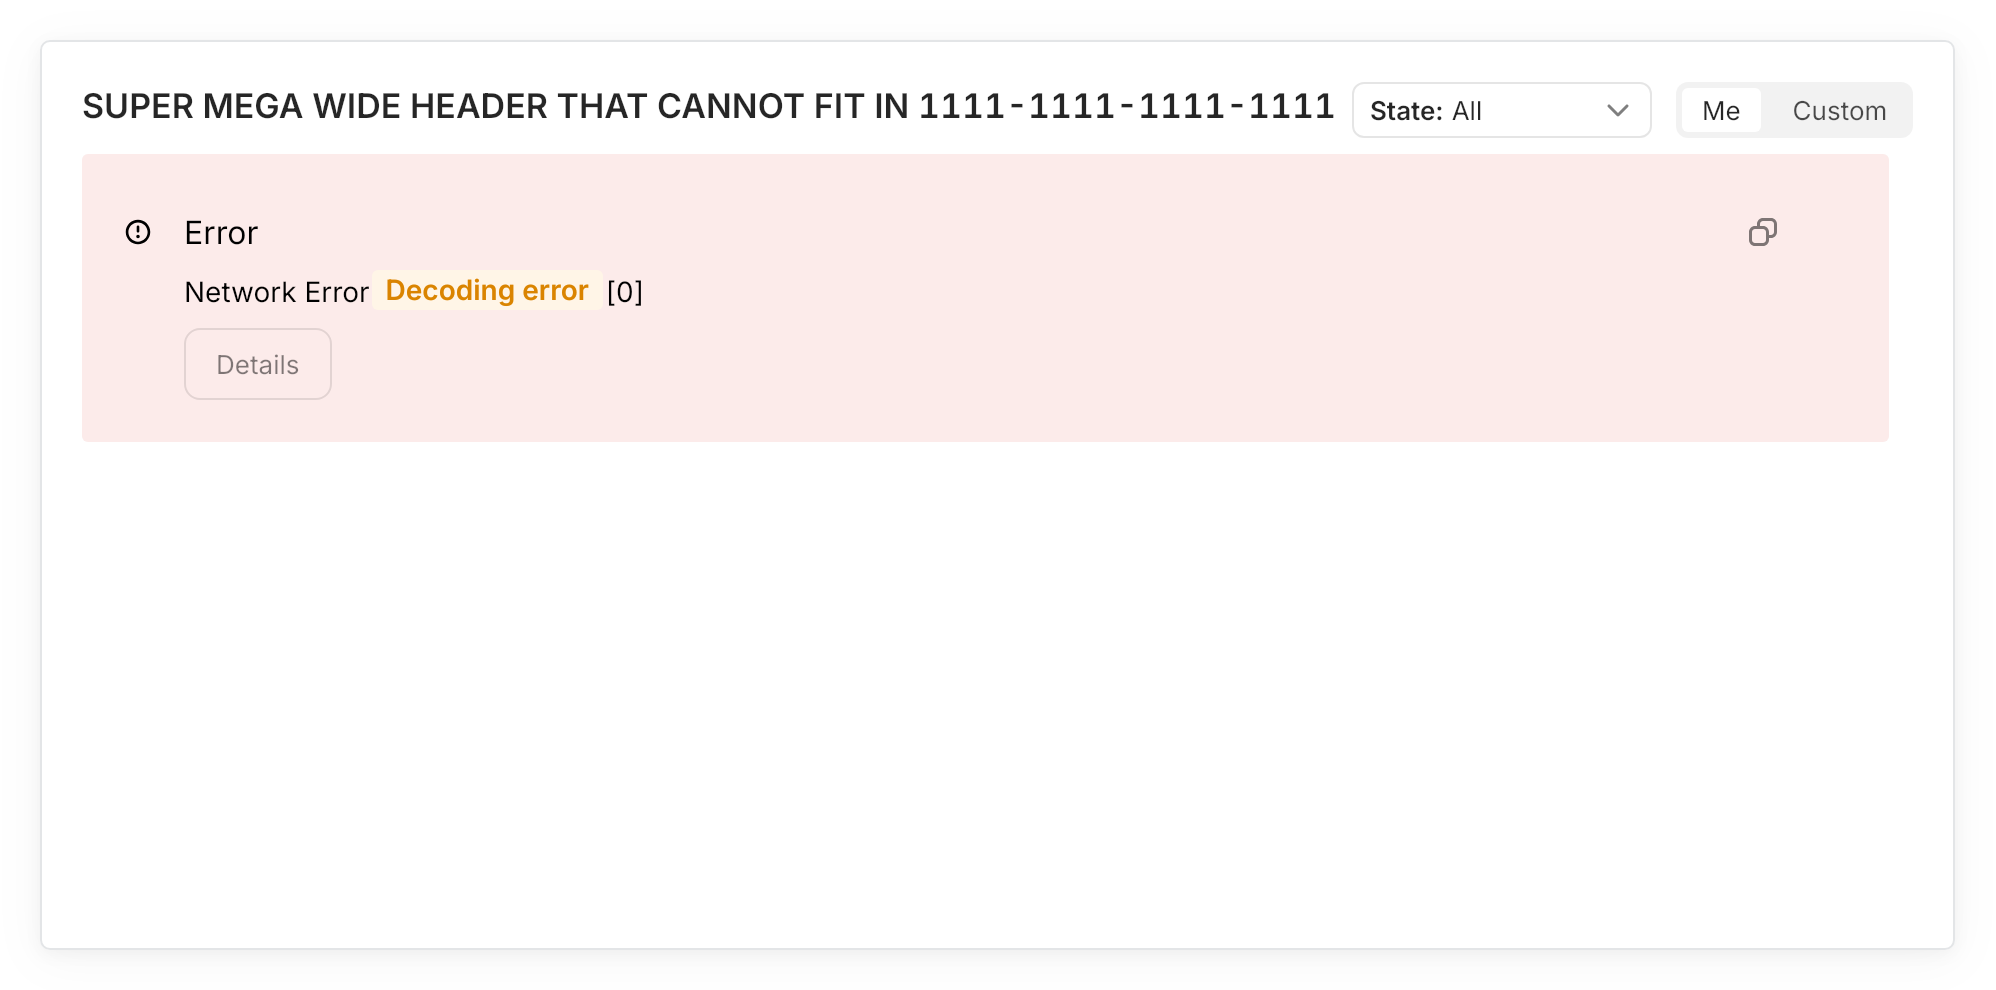 SUPER MEGA WIDE HEADER THAT CANNOT FIT IN 1111-1111-1111-1111 State: All Me Custom
Error
Network Error Decoding error [0]
Details